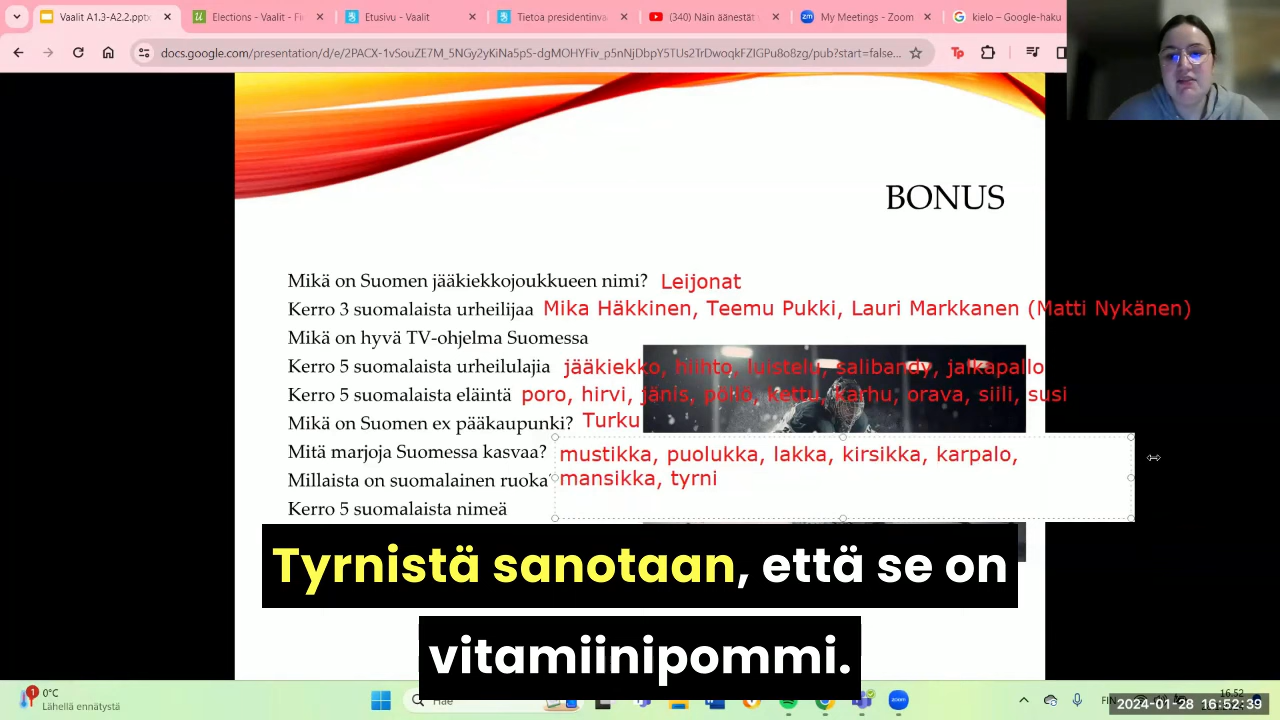 Vaalit A1.3-A2.2.pptx
Elections - Vaalit - Fi
Etusivu - Vaalit
Tietoa presidentinva
(340) Näin äänestät
My Meetings - Zoom
kielo – Google-haku
docs.google.com/presentation/d/e/2PACX-1vSouZE7M_5NGy2yKiNa5pS-dgMOHYFiv_p5nNjDbpY5TUs2TrDwoqkFZIGPu8o8zg/pub?start=false...
BONUS
Mikä on Suomen jääkiekkojoukkueen nimi? Leijonat
Kerro 3 suomalaista urheilijaa Mika Häkkinen, Teemu Pukki, Lauri Markkanen (Matti Nykänen)
Mikä on hyvä TV-ohjelma Suomessa
Kerro 5 suomalaista urheilulajia jääkiekko, hiihto, luistelu, salibandy, jalkapallo
Kerro 5 suomalaista eläintä poro, hirvi, jänis, pöllö, kettu, karhu, orava, siili, susi
Mikä on Suomen ex pääkaupunki? Turku
Mitä marjoja Suomessa kasvaa? mustikka, puolukka, lakka, kirsikka, karpalo,
Millaista on suomalainen ruoka? mansikka, tyrni
Kerro 5 suomalaista nimeä
Tyrnistä sanotaan, että se on
vitamiinipommi.
1
0°C
Lähellä ennätystä
Hae
FIN
16.52
2024-01-28 16:52:39